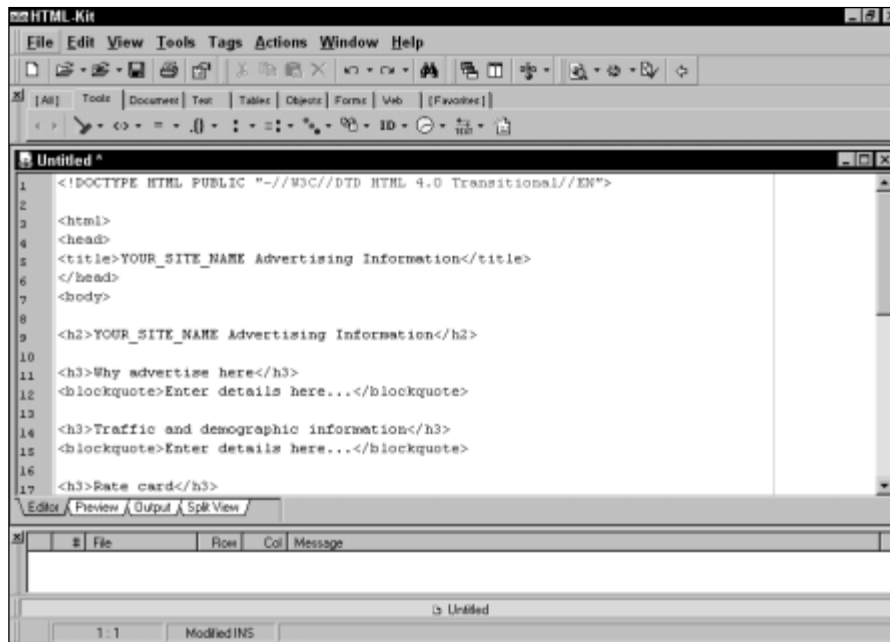 HTML-Kit
File Edit View Tools Tags Actions Window Help
[All] Tools Document Text Tables Objects Forms Web [Favorites]
ID
TEXT
Untitled ^
1 <!DOCTYPE HTML PUBLIC "-//W3C//DTD HTML 4.0 Transitional//EN">
2
3 <html>
4 <head>
5 <title>YOUR_SITE_NAME Advertising Information</title>
6 </head>
7 <body>
8
9 <h2>YOUR_SITE_NAME Advertising Information</h2>
10
11 <h3>Why advertise here</h3>
12 <blockquote>Enter details here...</blockquote>
13
14 <h3>Traffic and demographic information</h3>
15 <blockquote>Enter details here...</blockquote>
16
17 <h3>Rate card</h3>
Editor Preview Output Split View
# File Row Col Message
Untitled
1:1 Modified INS